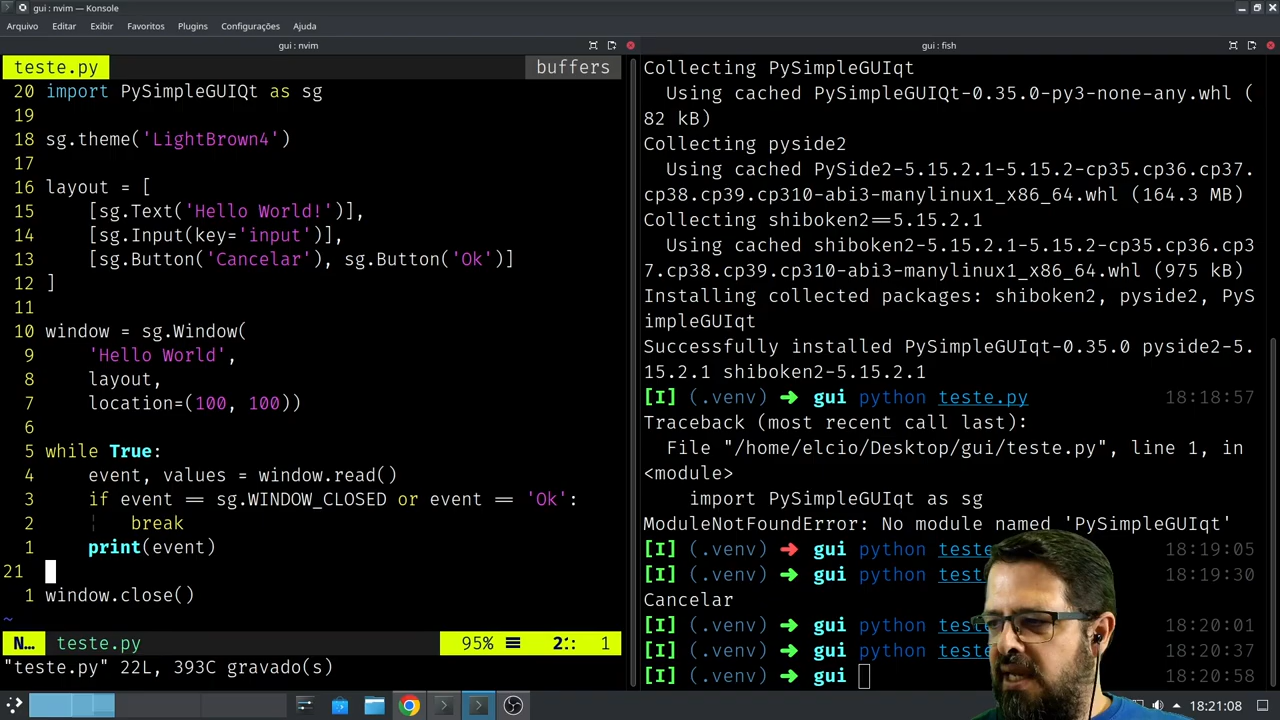 gui : nvim — Konsole
Arquivo Editar Exibir Favoritos Plugins Configurações Ajuda
gui : nvim
teste.py buffers
20 import PySimpleGUIQt as sg
19
18 sg.theme('LightBrown4')
17
16 layout = [
15 [sg.Text('Hello World!')],
14 [sg.Input(key='input')],
13 [sg.Button('Cancelar'), sg.Button('Ok')]
12 ]
11
10 window = sg.Window(
9 'Hello World',
8 layout,
7 location=(100, 100))
6
5 while True:
4 event, values = window.read()
3 if event == sg.WINDOW_CLOSED or event == 'Ok':
2 break
1 print(event)
21
1 window.close()
~
N… teste.py 95% ☰ 2: 1
"teste.py" 22L, 393C gravado(s)
gui : fish
Collecting PySimpleGUIqt
Using cached PySimpleGUIQt-0.35.0-py3-none-any.whl (
82 kB)
Collecting pyside2
Using cached PySide2-5.15.2.1-5.15.2-cp35.cp36.cp37.
cp38.cp39.cp310-abi3-manylinux1_x86_64.whl (164.3 MB)
Collecting shiboken2==5.15.2.1
Using cached shiboken2-5.15.2.1-5.15.2-cp35.cp36.cp3
7.cp38.cp39.cp310-abi3-manylinux1_x86_64.whl (975 kB)
Installing collected packages: shiboken2, pyside2, PyS
impleGUIqt
Successfully installed PySimpleGUIqt-0.35.0 pyside2-5.
15.2.1 shiboken2-5.15.2.1
[I] (.venv) ➜ gui python teste.py 18:18:57
Traceback (most recent call last):
File "/home/elcio/Desktop/gui/teste.py", line 1, in
<module>
import PySimpleGUIqt as sg
ModuleNotFoundError: No module named 'PySimpleGUIqt'
[I] (.venv) ➜ gui python teste 18:19:05
[I] (.venv) ➜ gui python test 18:19:30
Cancelar
[I] (.venv) ➜ gui python test 18:20:01
[I] (.venv) ➜ gui python teste 18:20:37
[I] (.venv) ➜ gui 18:20:58
18:21:08